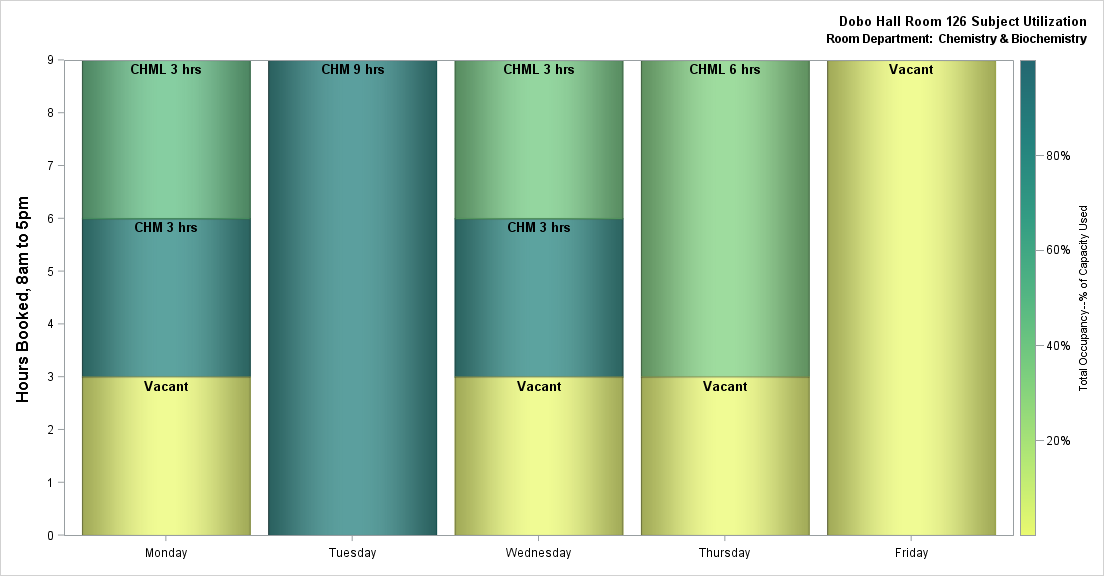 Dobo Hall Room 126 Subject Utilization
Room Department: Chemistry & Biochemistry
Hours Booked, 8am to 5pm
9
8
7
6
5
4
3
2
1
0
CHML 3 hrs
CHM 3 hrs
Vacant
CHM 9 hrs
CHML 3 hrs
CHM 3 hrs
Vacant
CHML 6 hrs
Vacant
Vacant
Monday
Tuesday
Wednesday
Thursday
Friday
80%
60%
40%
20%
Total Occupancy--% of Capacity Used